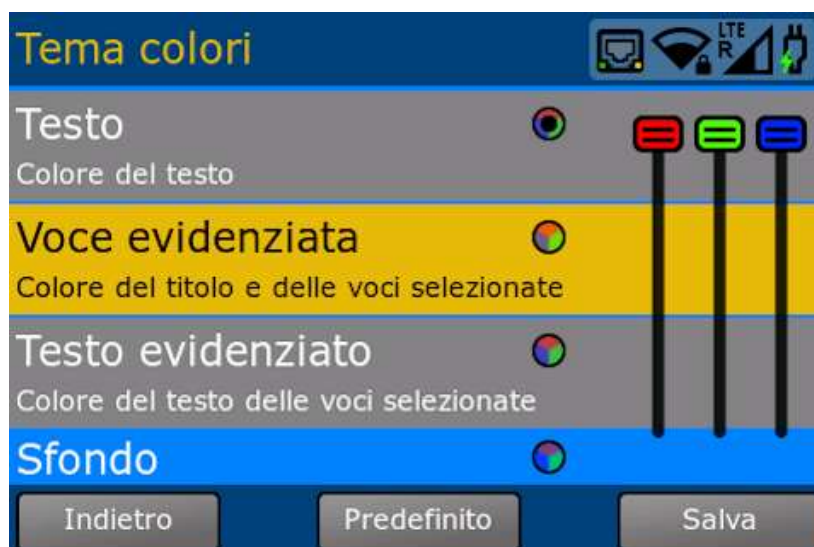 Tema colori
LTE
R
Testo
Colore del testo
Voce evidenziata
Colore del titolo e delle voci selezionate
Testo evidenziato
Colore del testo delle voci selezionate
Sfondo
Indietro
Predefinito
Salva